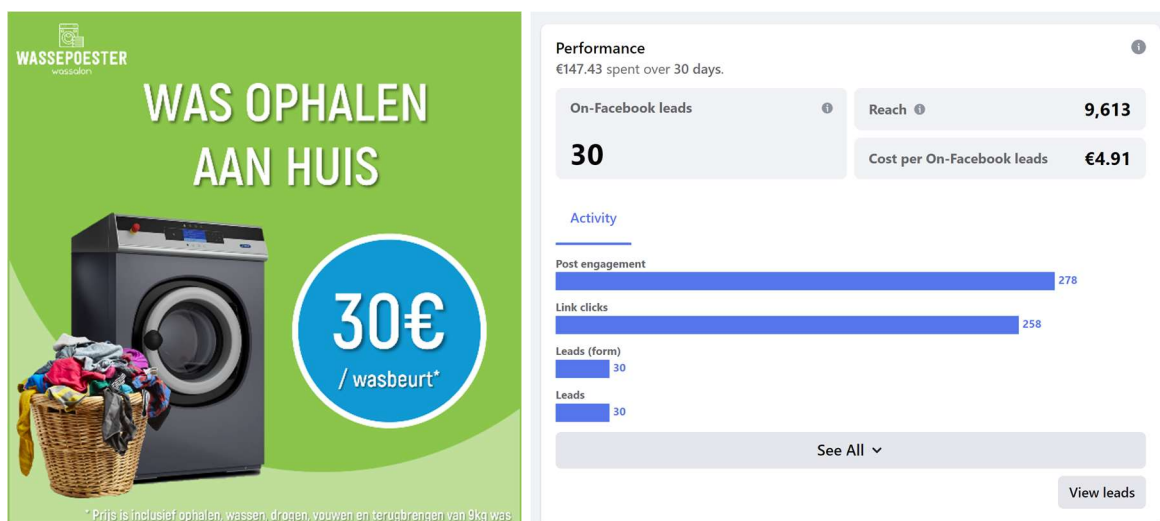 WASSEPOESTER
wassalon
WAS OPHALEN
AAN HUIS
30€
/ wasbeurt*
* Prijs is inclusief ophalen, wassen, drogen, vouwen en terugbrengen van 9kg was
Performance
€147.43 spent over 30 days.
On-Facebook leads
30
Reach
9,613
Cost per On-Facebook leads
€4.91
Activity
Post engagement
278
Link clicks
258
Leads (form)
30
Leads
30
See All
View leads